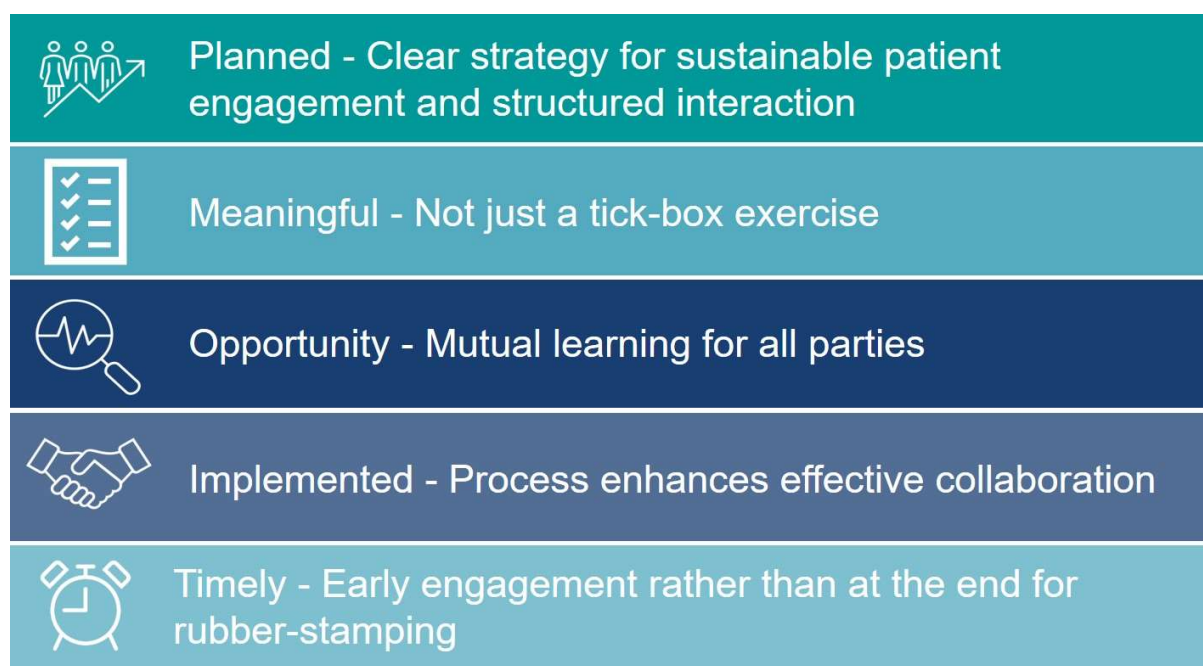 Planned - Clear strategy for sustainable patient
engagement and structured interaction
Meaningful - Not just a tick-box exercise
Opportunity - Mutual learning for all parties
Implemented - Process enhances effective collaboration
Timely - Early engagement rather than at the end for
rubber-stamping